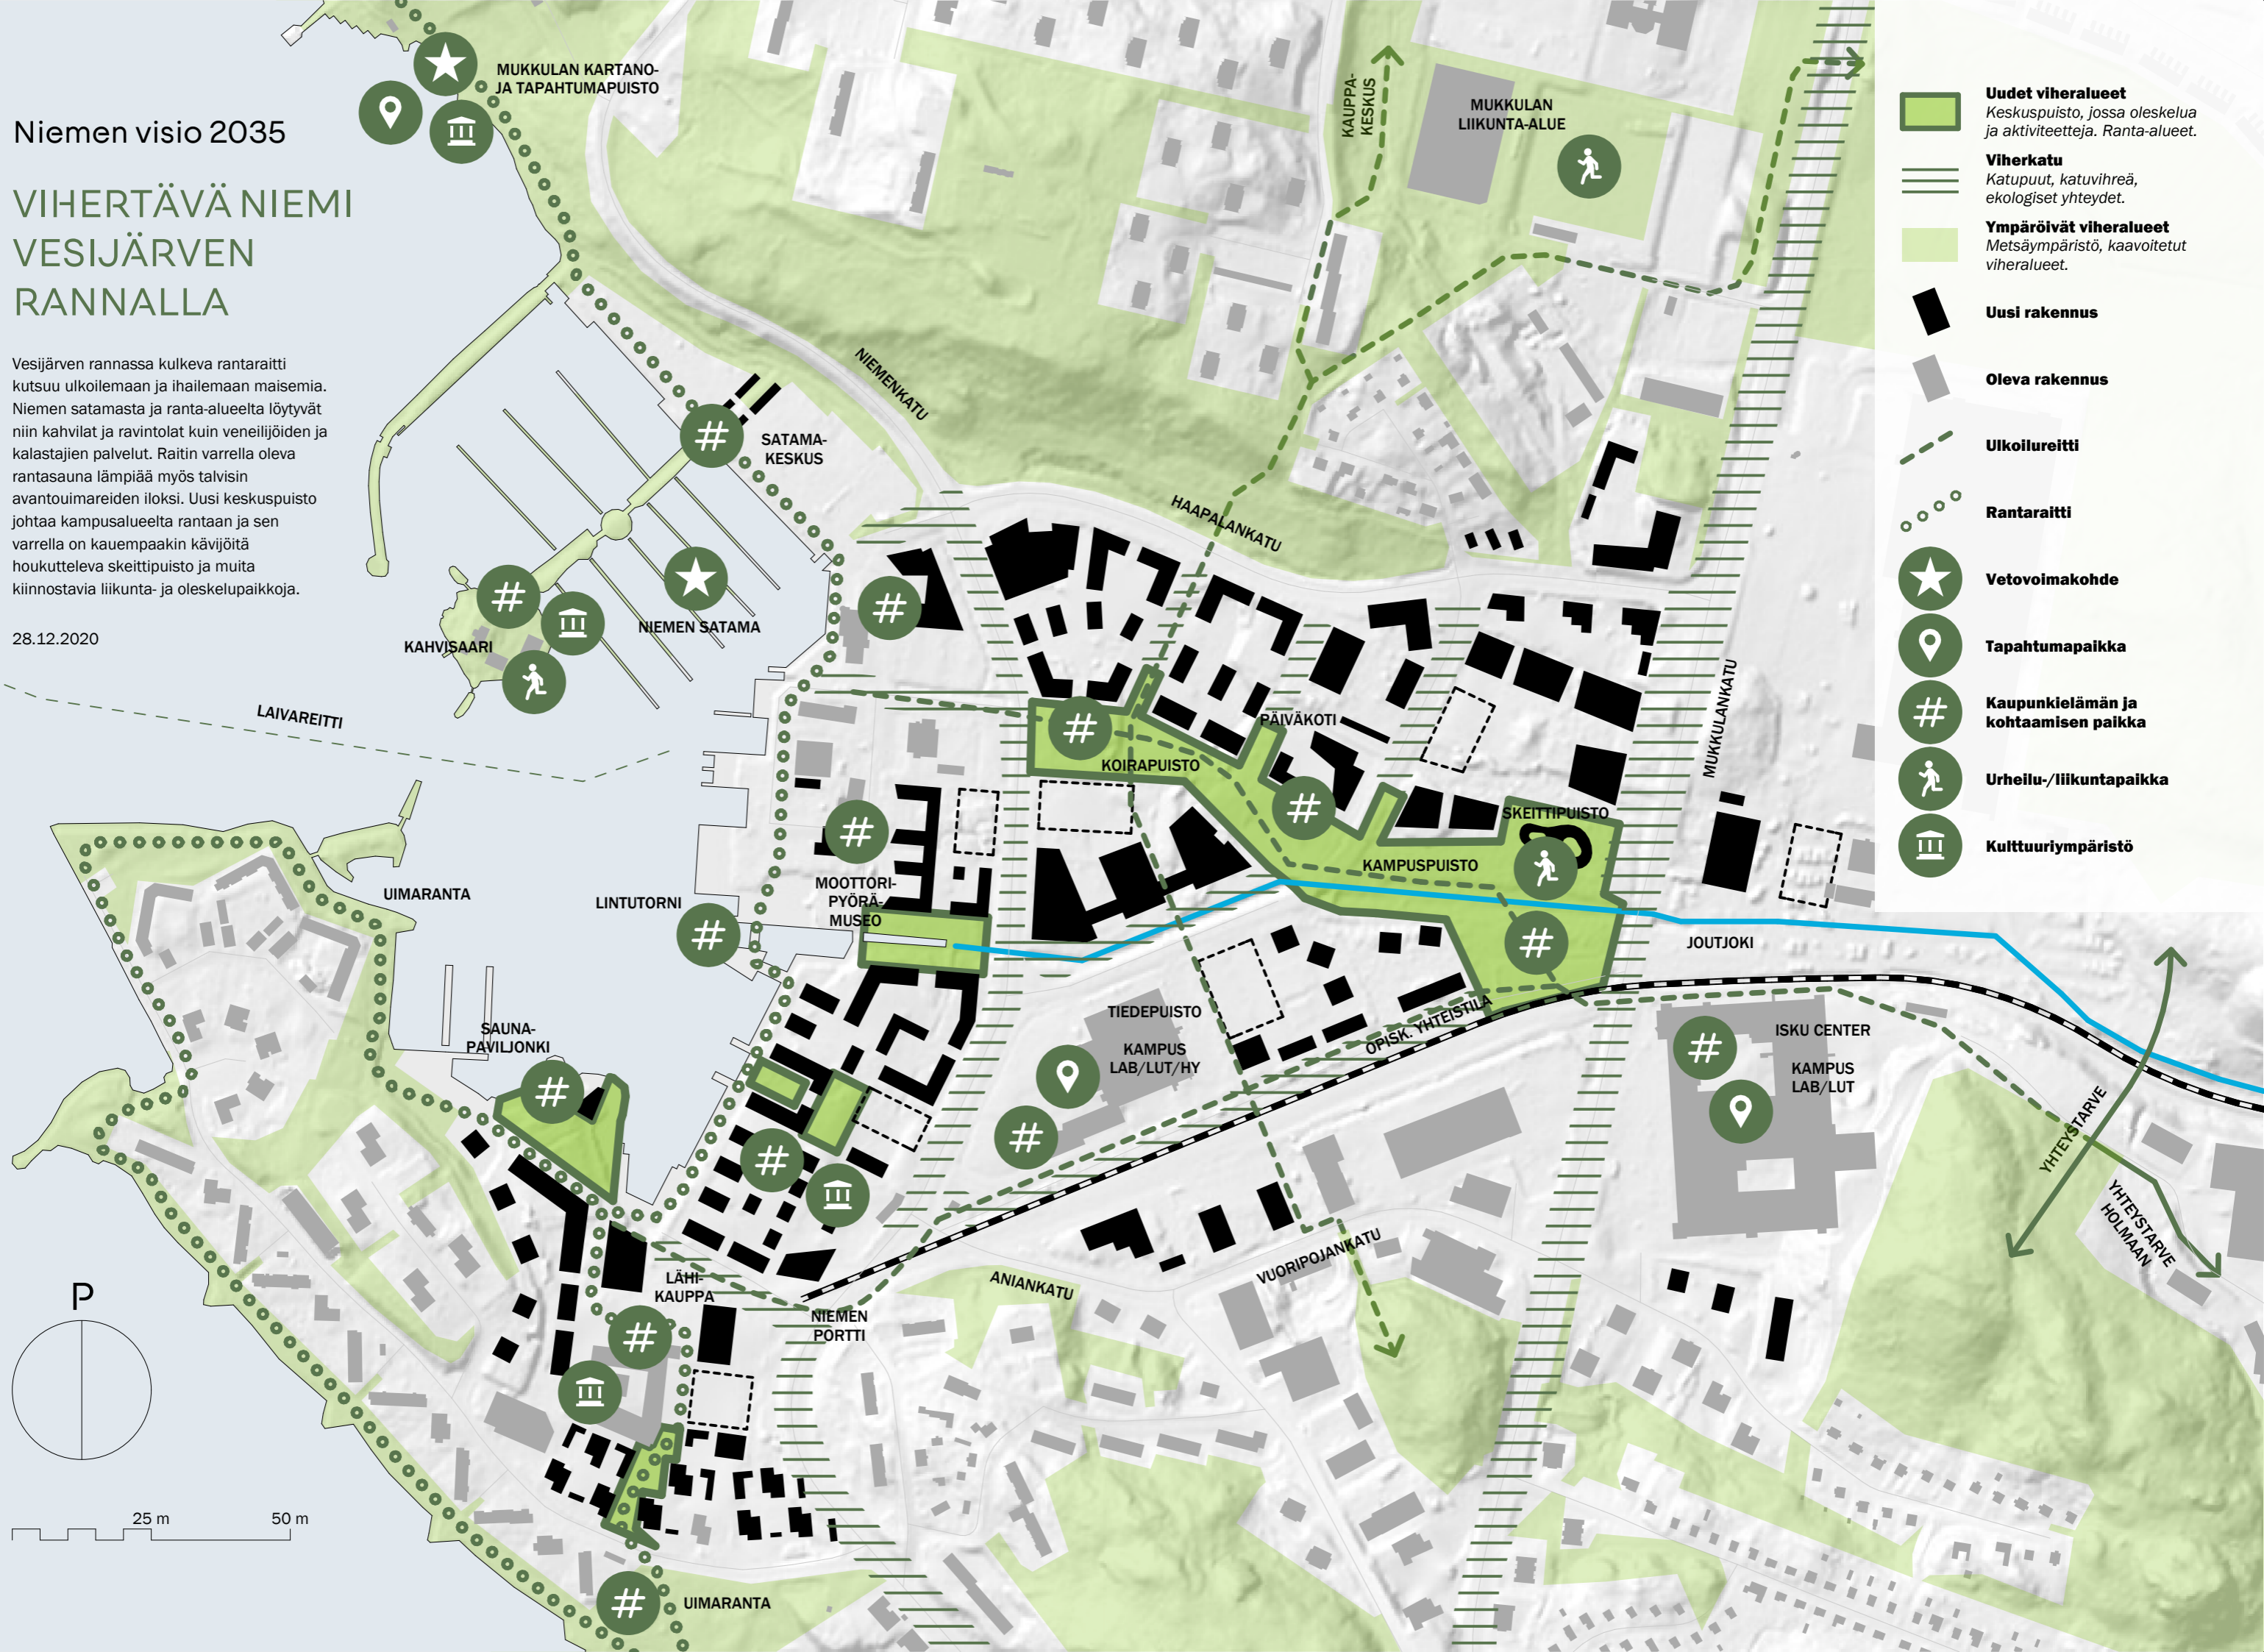 Niemen visio 2035
VIHERTÄVÄ NIEMI
VESIJÄRVEN
RANNALLA
Vesijärven rannassa kulkeva rantaraitti
kutsuu ulkoilemaan ja ihailemaan maisemia.
Niemen satamasta ja ranta-alueelta löytyvät
niin kahvilat ja ravintolat kuin veneilijöiden ja
kalastajien palvelut. Raitin varrella oleva
rantasauna lämpiää myös talvisin
avantouimareiden iloksi. Uusi keskuspuisto
johtaa kampusalueelta rantaan ja sen
varrella on kauempaakin kävijöitä
houkutteleva skeittipuisto ja muita
kiinnostavia liikunta- ja oleskelupaikkoja.
28.12.2020
MUKKULAN KARTANO-
JA TAPAHTUMAPUISTO
KAUPPA-
KESKUS
MUKKULAN
LIIKUNTA-ALUE
NIEMENKATU
SATAMA-
KESKUS
HAAPALANKATU
NIEMEN SATAMA
KAHVISAARI
LAIVAREITTI
PÄIVÄKOTI
KOIRAPUISTO
MUKKULANKATU
SKEITTIPUISTO
KAMPUSPUISTO
UIMARANTA
LINTUTORNI
MOOTTORI-
PYÖRÄ-
MUSEO
JOUTJOKI
TIEDEPUISTO
KAMPUS
LAB/LUT/HY
OPISK. YHTEISTILA
ISKU CENTER
KAMPUS
LAB/LUT
SAUNA-
PAVILJONKI
YHTEYSTARVE
YHTEYSTARVE
HOLMAAN
VUORIPOJANKATU
ANIANKATU
LÄHI-
KAUPPA
NIEMEN
PORTTI
UIMARANTA
P
25 m
50 m
Uudet viheralueet
Keskuspuisto, jossa oleskelua
ja aktiviteetteja. Ranta-alueet.
Viherkatu
Katupuut, katuvihreä,
ekologiset yhteydet.
Ympäröivät viheralueet
Metsäympäristö, kaavoitetut
viheralueet.
Uusi rakennus
Oleva rakennus
Ulkoilureitti
Rantaraitti
Vetovoimakohde
Tapahtumapaikka
Kaupunkielämän ja
kohtaamisen paikka
Urheilu-/liikuntapaikka
Kulttuuriympäristö